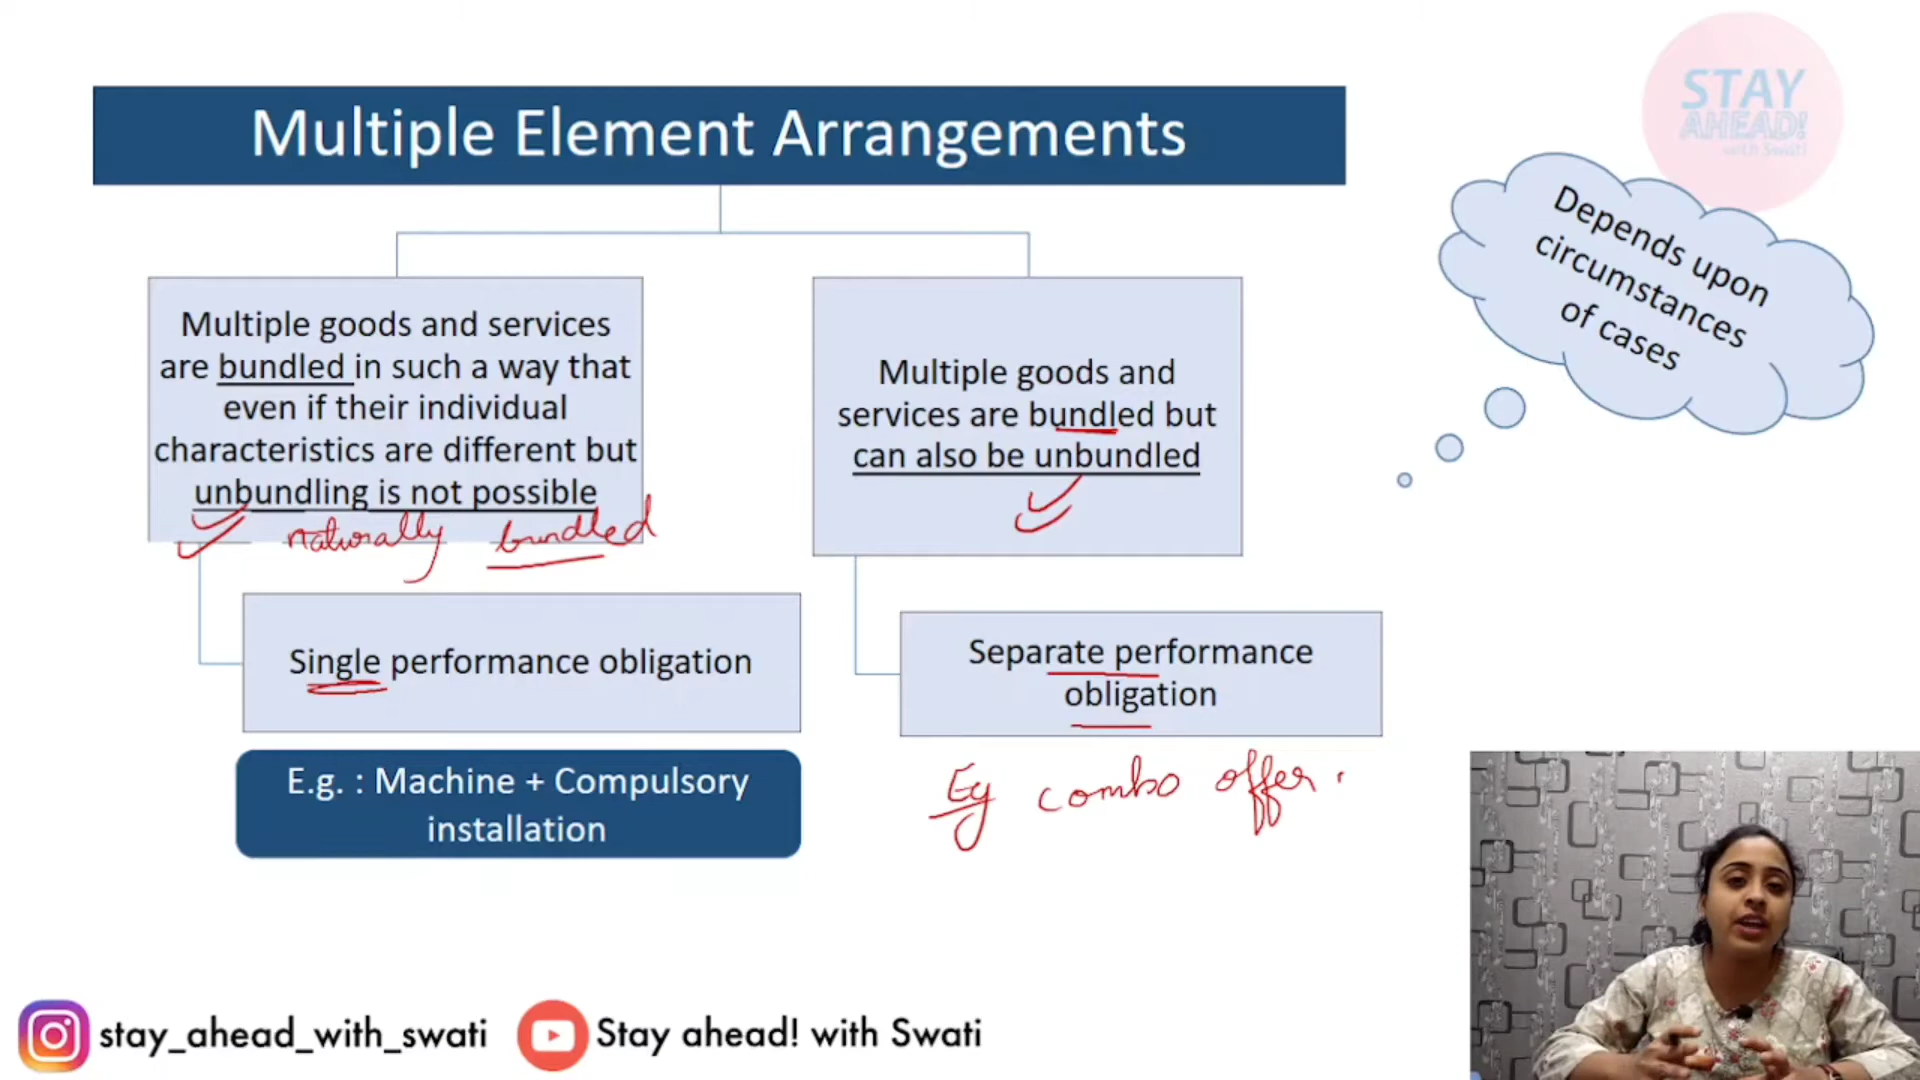 STAY
AHEAD!
with Swati
Multiple Element Arrangements
Depends upon
circumstances
of cases
Multiple goods and services
are bundled in such a way that
even if their individual
characteristics are different but
unbundling is not possible
naturally bundled
Multiple goods and
services are bundled but
can also be unbundled
Single performance obligation
Separate performance
obligation
E.g. : Machine + Compulsory
installation
Eg combo offer.
stay_ahead_with_swati
Stay ahead! with Swati